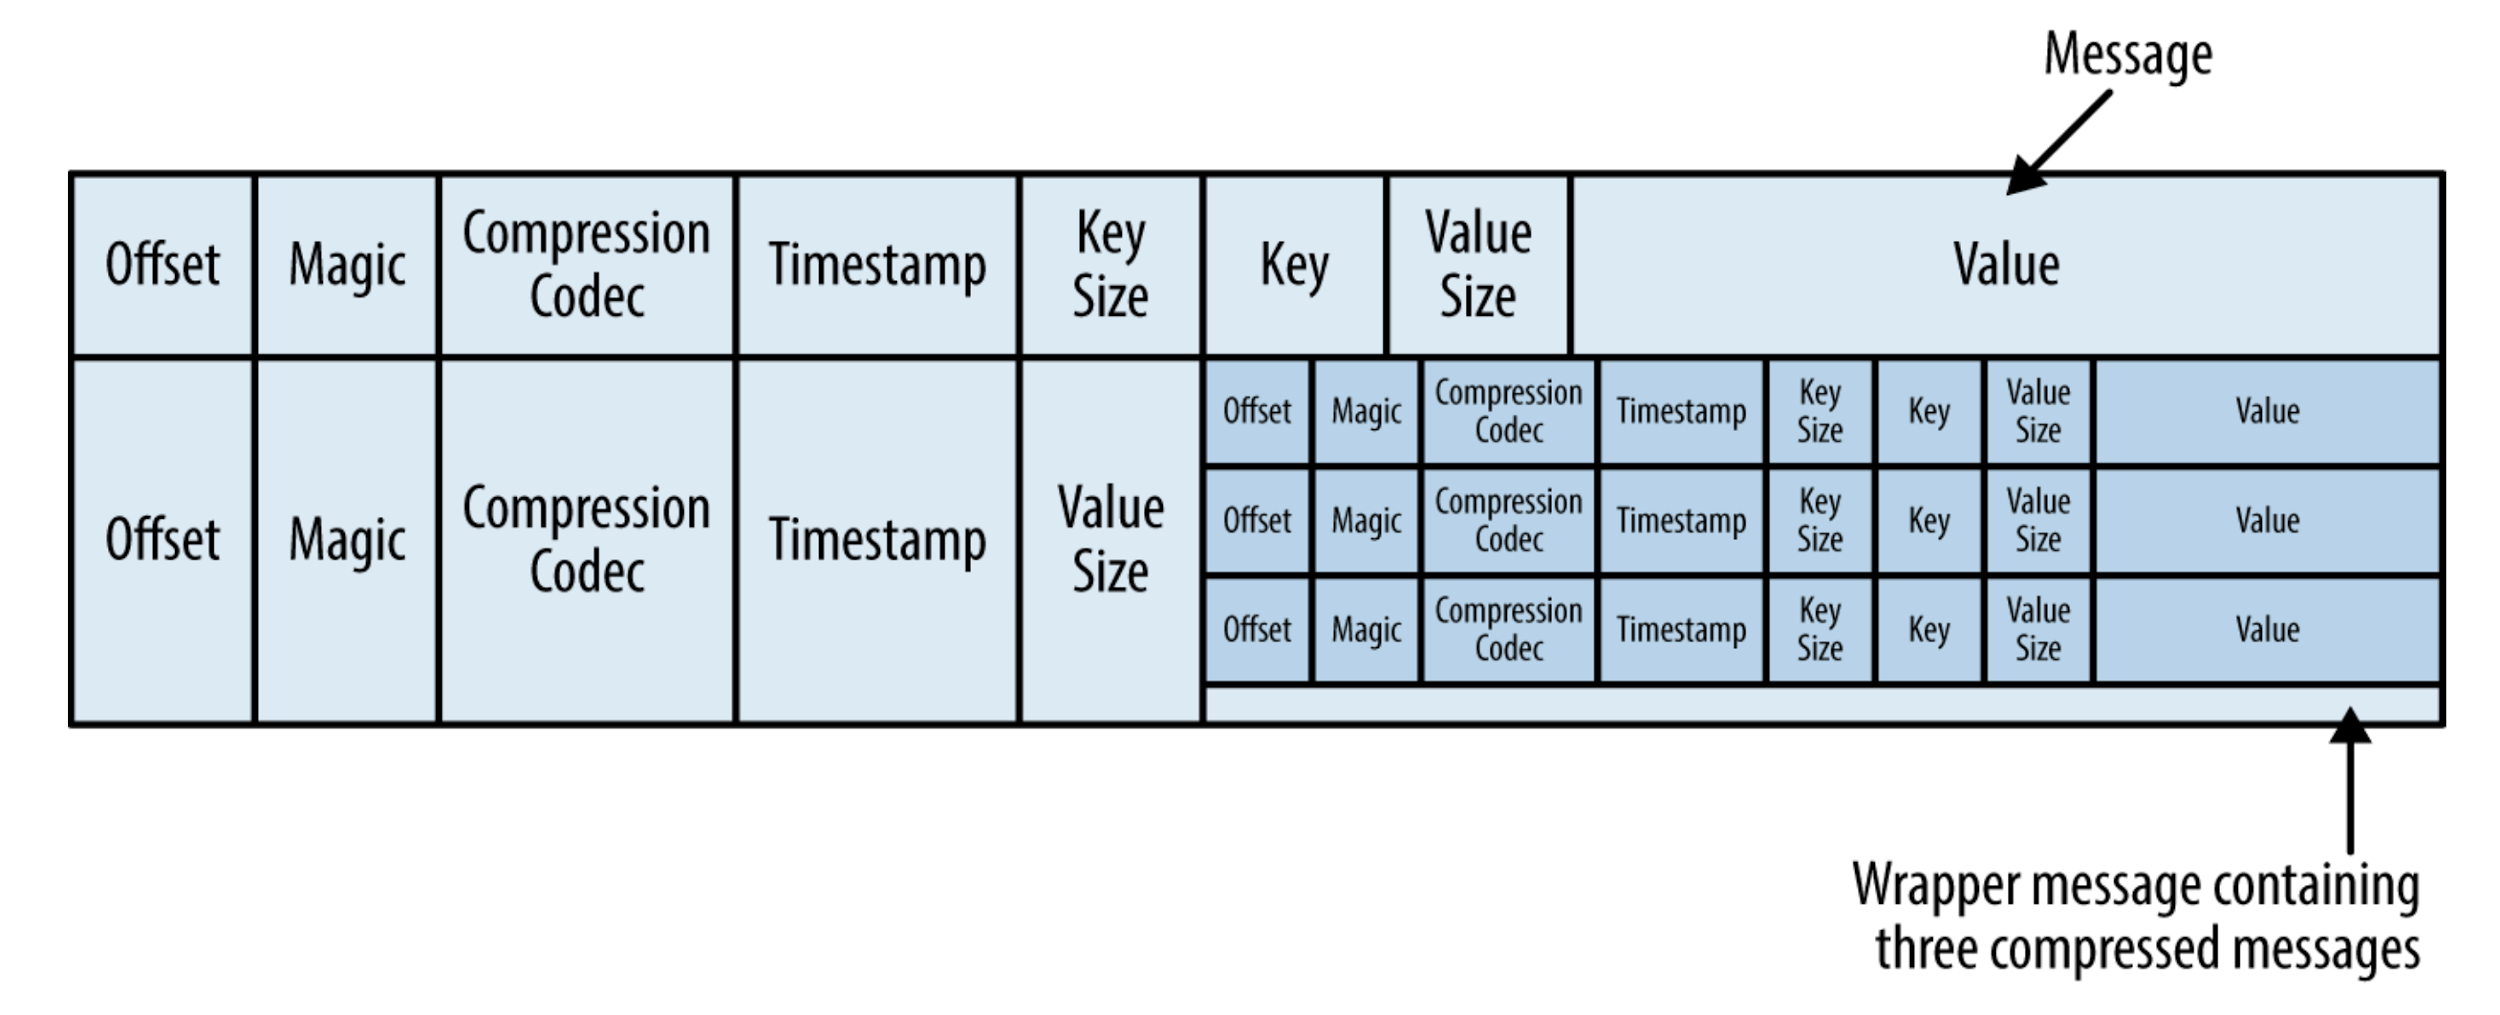 Message
Offset
Magic
Compression
Codec
Timestamp
Key
Size
Key
Value
Size
Value
Offset
Magic
Compression
Codec
Timestamp
Value
Size
Offset
Magic
Compression
Codec
Timestamp
Key
Size
Key
Value
Size
Value
Offset
Magic
Compression
Codec
Timestamp
Key
Size
Key
Value
Size
Value
Offset
Magic
Compression
Codec
Timestamp
Key
Size
Key
Value
Size
Value
Wrapper message containing
three compressed messages